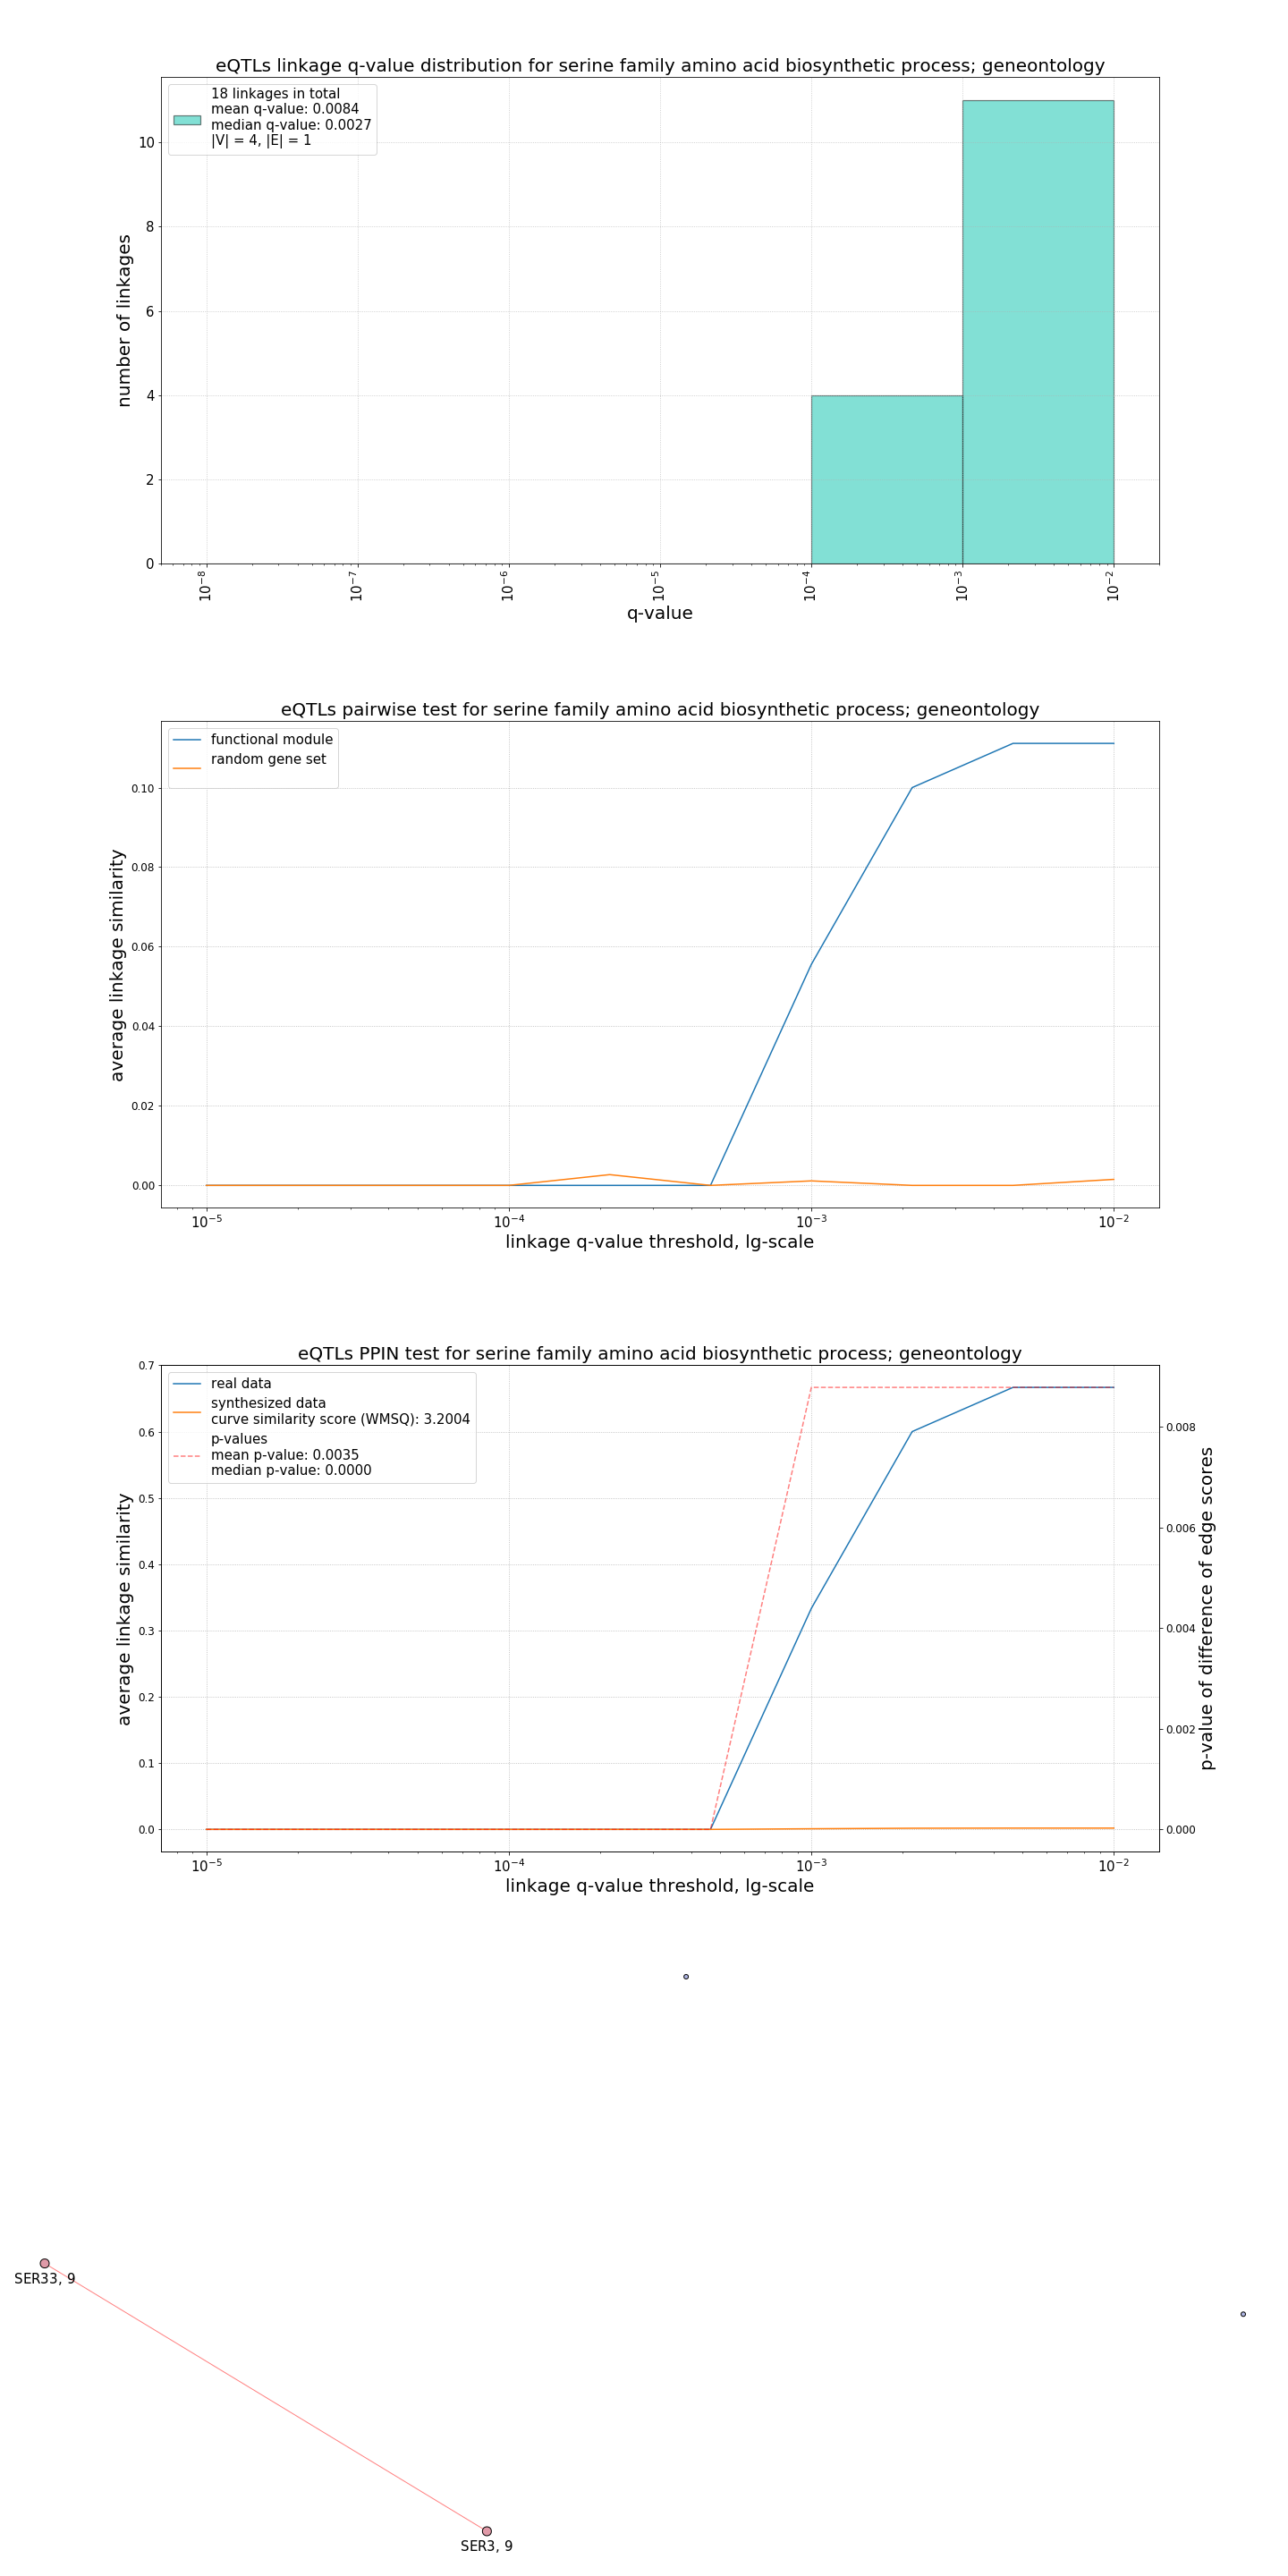 eQTLs linkage q-value distribution for serine family amino acid biosynthetic process; geneontology
18 linkages in total
mean q-value: 0.0084
median q-value: 0.0027
|V| = 4, |E| = 1
number of linkages
10
8
6
4
2
0
10⁻⁸
10⁻⁷
10⁻⁶
10⁻⁵
10⁻⁴
10⁻³
10⁻²
q-value
eQTLs pairwise test for serine family amino acid biosynthetic process; geneontology
functional module
random gene set
average linkage similarity
0.10
0.08
0.06
0.04
0.02
0.00
10⁻⁵
10⁻⁴
10⁻³
10⁻²
linkage q-value threshold, lg-scale
eQTLs PPIN test for serine family amino acid biosynthetic process; geneontology
real data
synthesized data
curve similarity score (WMSQ): 3.2004
p-values
mean p-value: 0.0035
median p-value: 0.0000
average linkage similarity
0.7
0.6
0.5
0.4
0.3
0.2
0.1
0.0
0.008
0.006
0.004
0.002
0.000
p-value of difference of edge scores
10⁻⁵
10⁻⁴
10⁻³
10⁻²
linkage q-value threshold, lg-scale
SER33, 9
SER3, 9